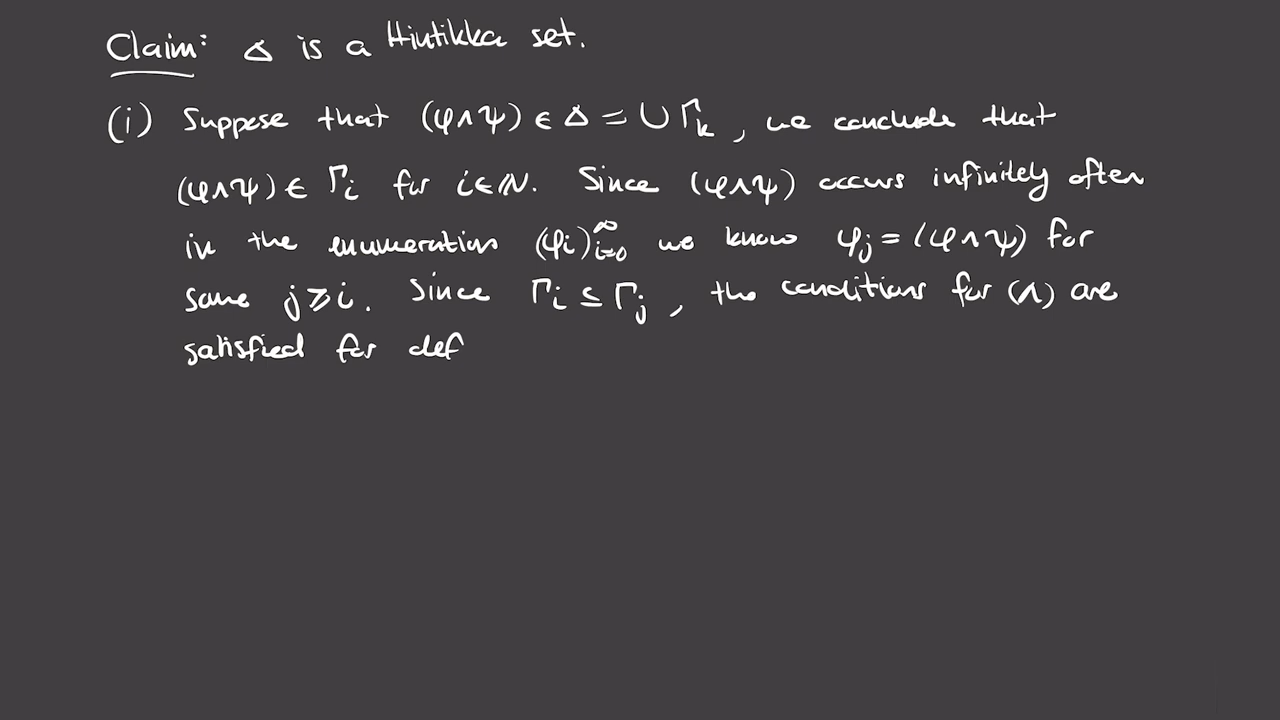 Claim: Δ is a Hintikka set.
(i) Suppose that (φ∧ψ) ∈ Δ = ∪ Γₖ, we conclude that
(φ∧ψ) ∈ Γᵢ for i∈ℕ. Since (φ∧ψ) occurs infinitely often
in the enumeration (φᵢ)ᵢ₌₀^∞ we know φⱼ = (φ∧ψ) for
some j ≥ i. Since Γᵢ ⊆ Γⱼ, the conditions for (∧) are
satisfied for def